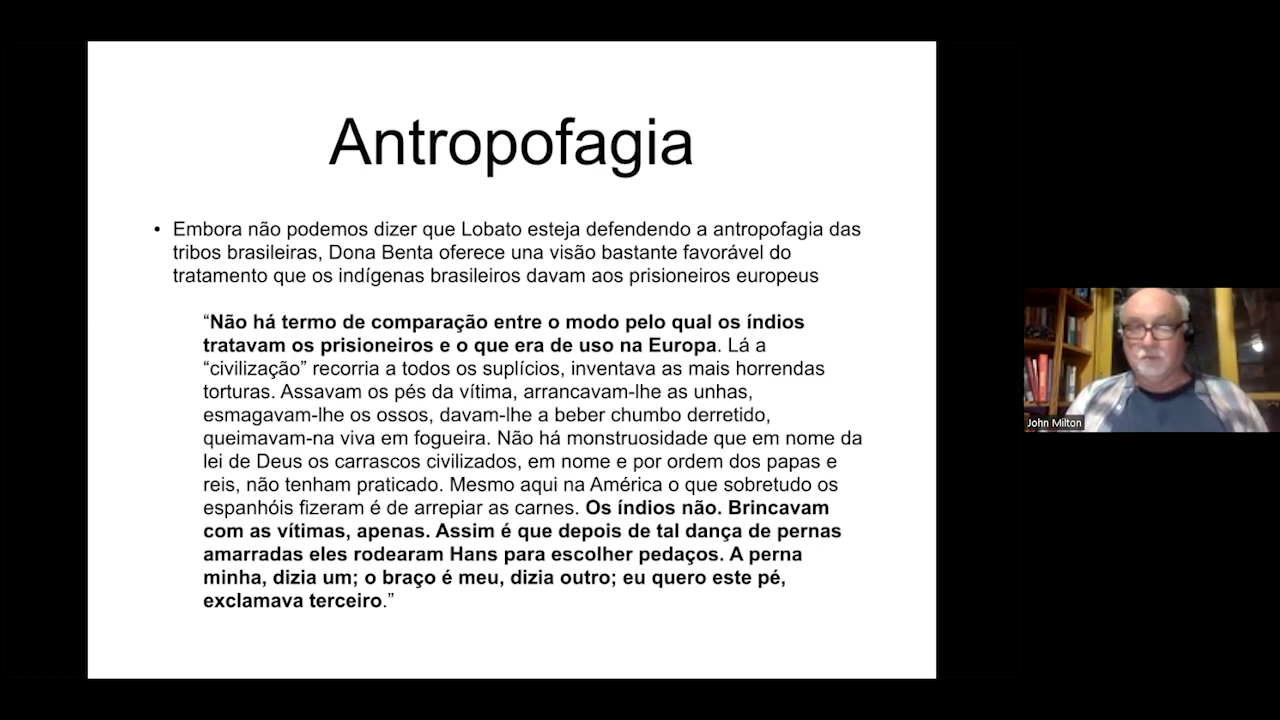 Antropofagia
• Embora não podemos dizer que Lobato esteja defendendo a antropofagia das
tribos brasileiras, Dona Benta oferece una visão bastante favorável do
tratamento que os indígenas brasileiros davam aos prisioneiros europeus
“Não há termo de comparação entre o modo pelo qual os índios
tratavam os prisioneiros e o que era de uso na Europa. Lá a
“civilização” recorria a todos os suplícios, inventava as mais horrendas
torturas. Assavam os pés da vítima, arrancavam-lhe as unhas,
esmagavam-lhe os ossos, davam-lhe a beber chumbo derretido,
queimavam-na viva em fogueira. Não há monstruosidade que em nome da
lei de Deus os carrascos civilizados, em nome e por ordem dos papas e
reis, não tenham praticado. Mesmo aqui na América o que sobretudo os
espanhóis fizeram é de arrepiar as carnes. Os índios não. Brincavam
com as vítimas, apenas. Assim é que depois de tal dança de pernas
amarradas eles rodearam Hans para escolher pedaços. A perna
minha, dizia um; o braço é meu, dizia outro; eu quero este pé,
exclamava terceiro.”
John Milton